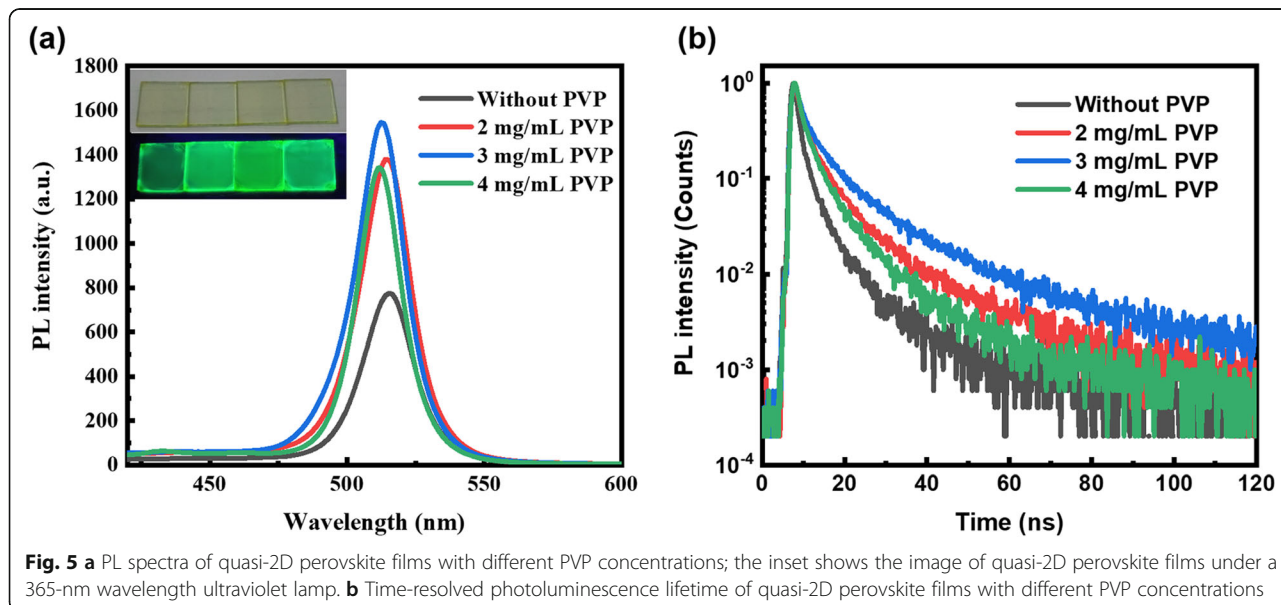 (a)
1800
1600
1400
1200
1000
800
600
400
200
0
450
500
550
600
PL intensity (a.u.)
Wavelength (nm)
Without PVP
2 mg/mL PVP
3 mg/mL PVP
4 mg/mL PVP
(b)
10⁰
10⁻¹
10⁻²
10⁻³
10⁻⁴
0
20
40
60
80
100
120
PL intensity (Counts)
Time (ns)
Without PVP
2 mg/mL PVP
3 mg/mL PVP
4 mg/mL PVP
Fig. 5 a PL spectra of quasi-2D perovskite films with different PVP concentrations; the inset shows the image of quasi-2D perovskite films under a
365-nm wavelength ultraviolet lamp. b Time-resolved photoluminescence lifetime of quasi-2D perovskite films with different PVP concentrations